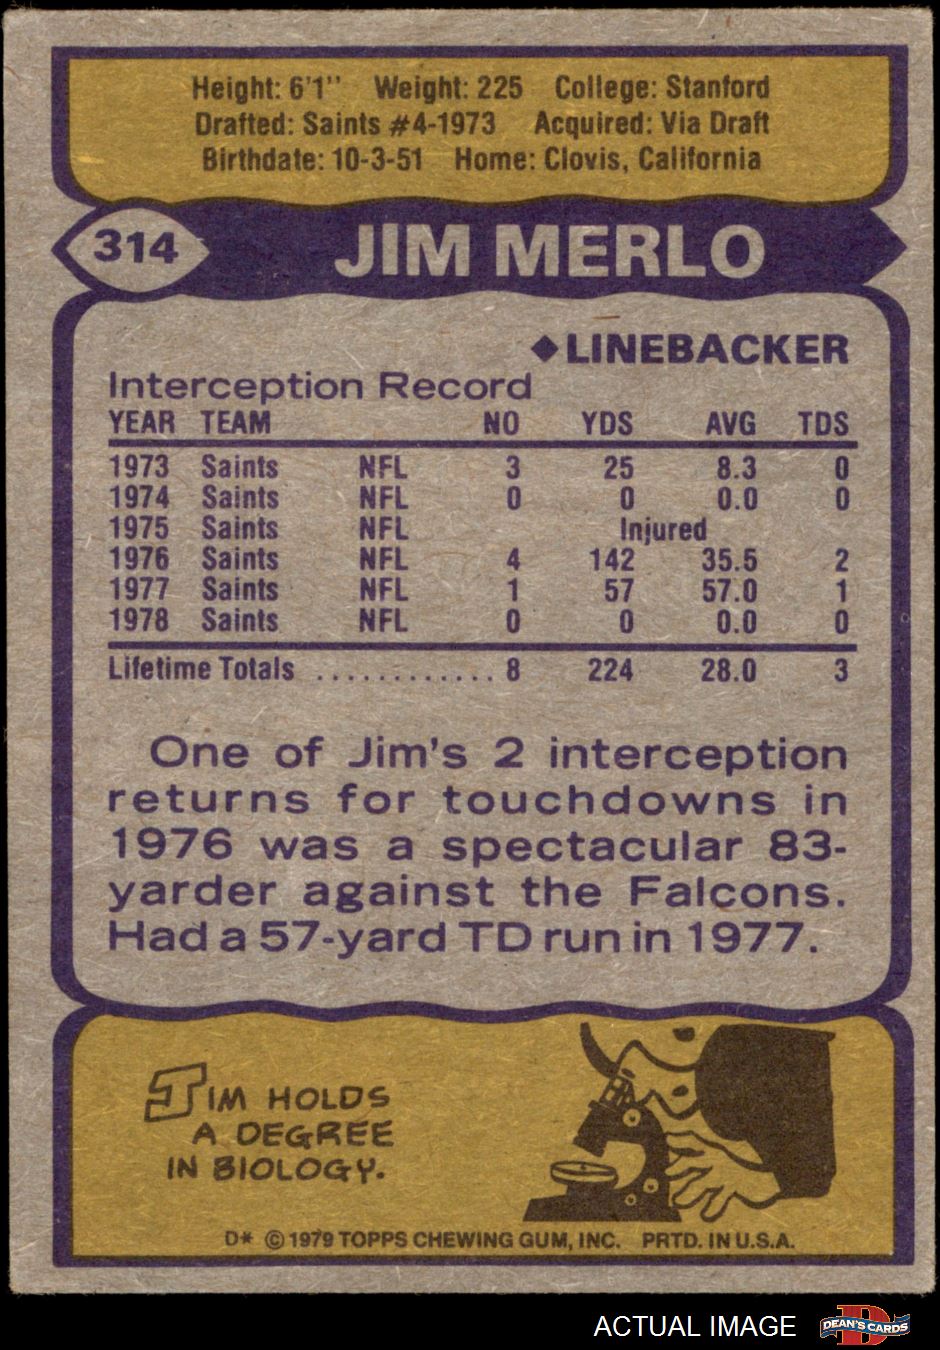 Height: 6'1" Weight: 225 College: Stanford
Drafted: Saints #4-1973 Acquired: Via Draft
Birthdate: 10-3-51 Home: Clovis, California
314 JIM MERLO
◆LINEBACKER
Interception Record
YEAR TEAM NO YDS AVG TDS
1973 Saints NFL 3 25 8.3 0
1974 Saints NFL 0 0 0.0 0
1975 Saints NFL Injured
1976 Saints NFL 4 142 35.5 2
1977 Saints NFL 1 57 57.0 1
1978 Saints NFL 0 0 0.0 0
Lifetime Totals ............ 8 224 28.0 3
One of Jim's 2 interception
returns for touchdowns in
1976 was a spectacular 83-
yarder against the Falcons.
Had a 57-yard TD run in 1977.
JIM HOLDS
A DEGREE
IN BIOLOGY.
D* © 1979 TOPPS CHEWING GUM, INC. PRTD. IN U.S.A.
ACTUAL IMAGE DEAN'S CARDS